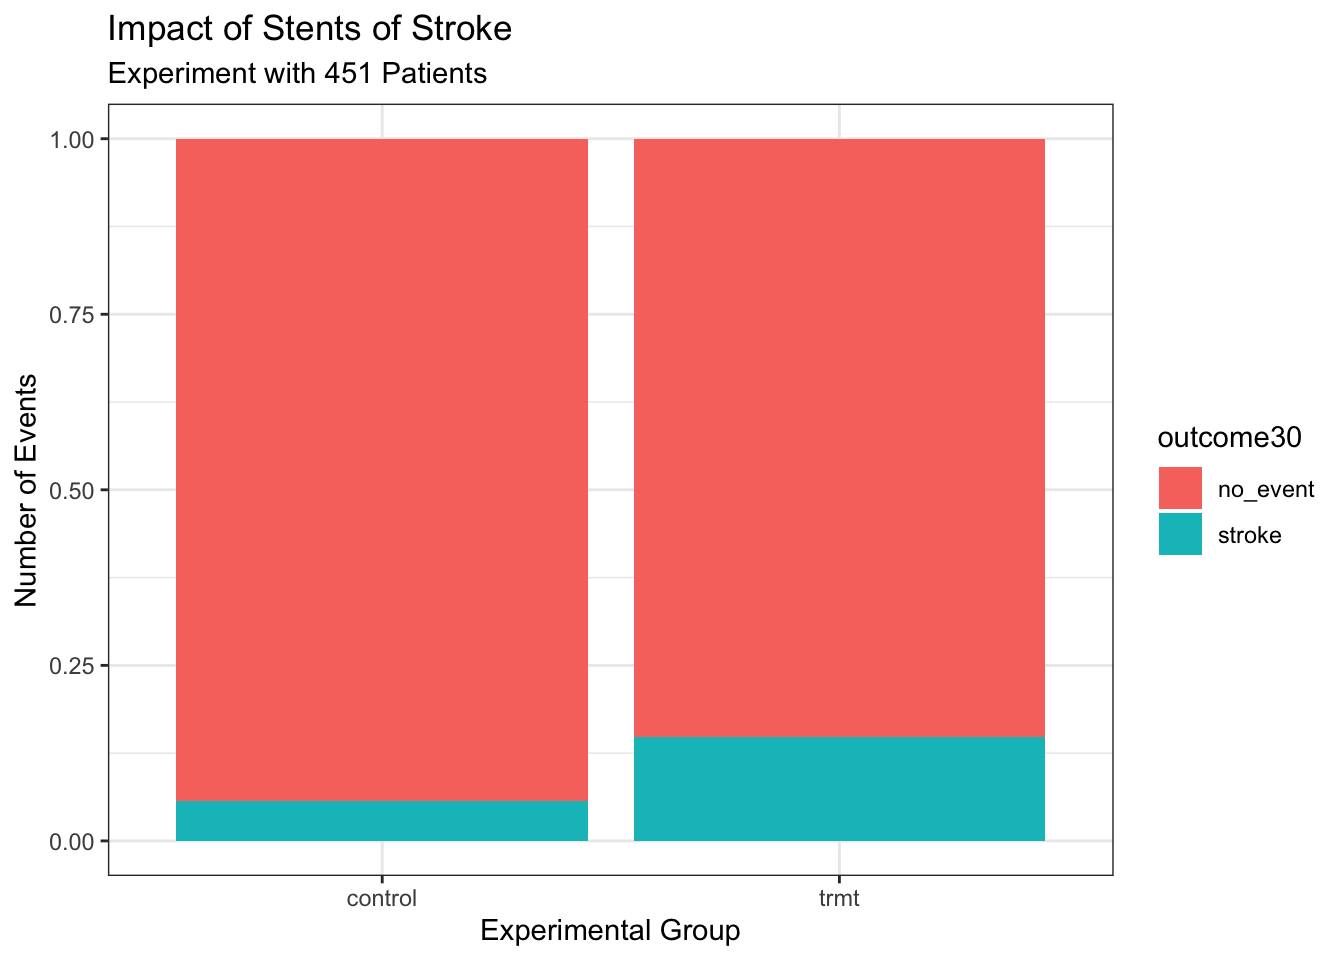 Impact of Stents of Stroke
Experiment with 451 Patients
Number of Events
1.00
0.75
0.50
0.25
0.00
control
trmt
Experimental Group
outcome30
no_event
stroke